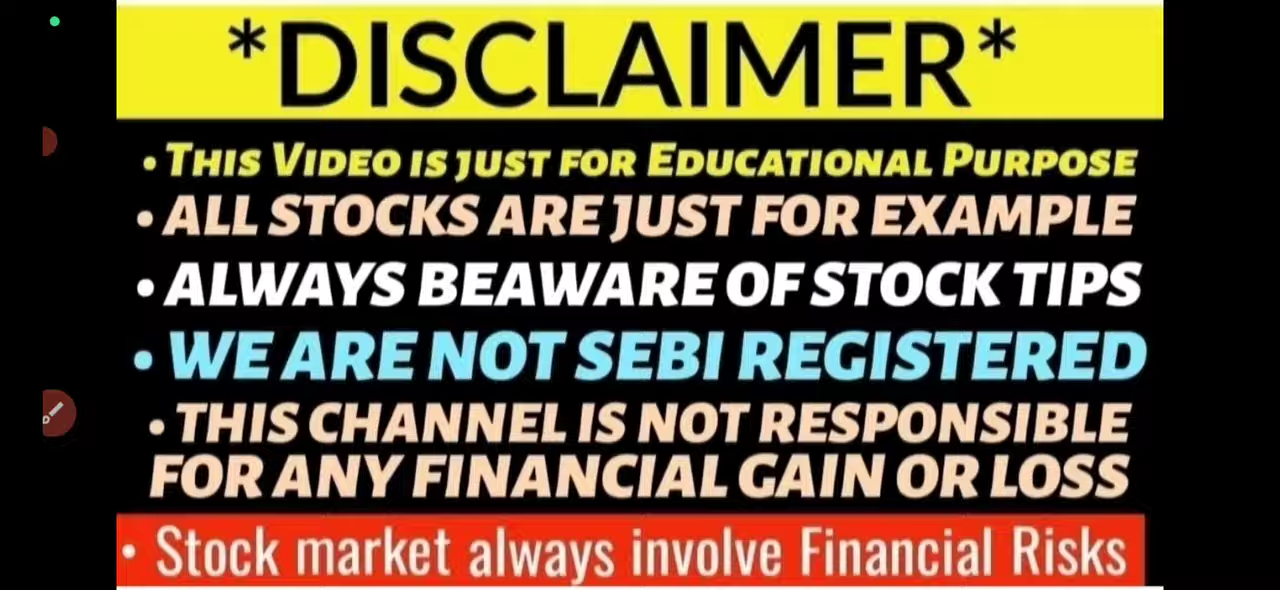 *DISCLAIMER*
• THIS VIDEO IS JUST FOR EDUCATIONAL PURPOSE
• ALL STOCKS ARE JUST FOR EXAMPLE
• ALWAYS BEAWARE OF STOCK TIPS
• WE ARE NOT SEBI REGISTERED
• THIS CHANNEL IS NOT RESPONSIBLE
FOR ANY FINANCIAL GAIN OR LOSS
• Stock market always involve Financial Risks